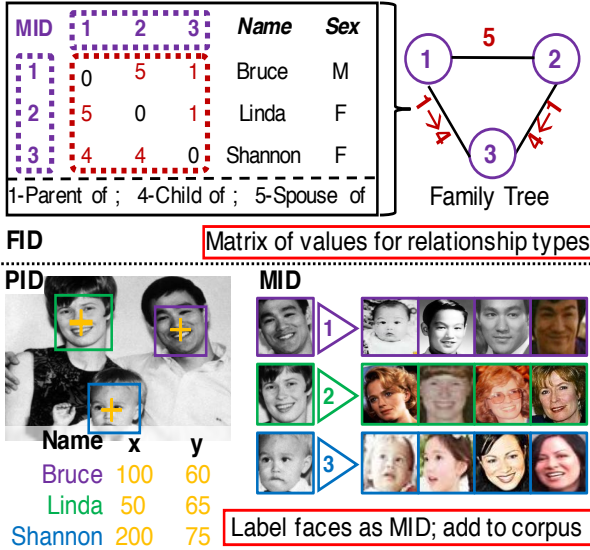 MID 1 2 3 Name Sex
1 0 5 1 Bruce M
2 5 0 1 Linda F
3 4 4 0 Shannon F
1-Parent of ; 4-Child of ; 5-Spouse of
1 5 2
1→4 4←1
3
Family Tree
FID
Matrix of values for relationship types
PID
MID
1
2
3
Name x y
Bruce 100 60
Linda 50 65
Shannon 200 75
Label faces as MID; add to corpus